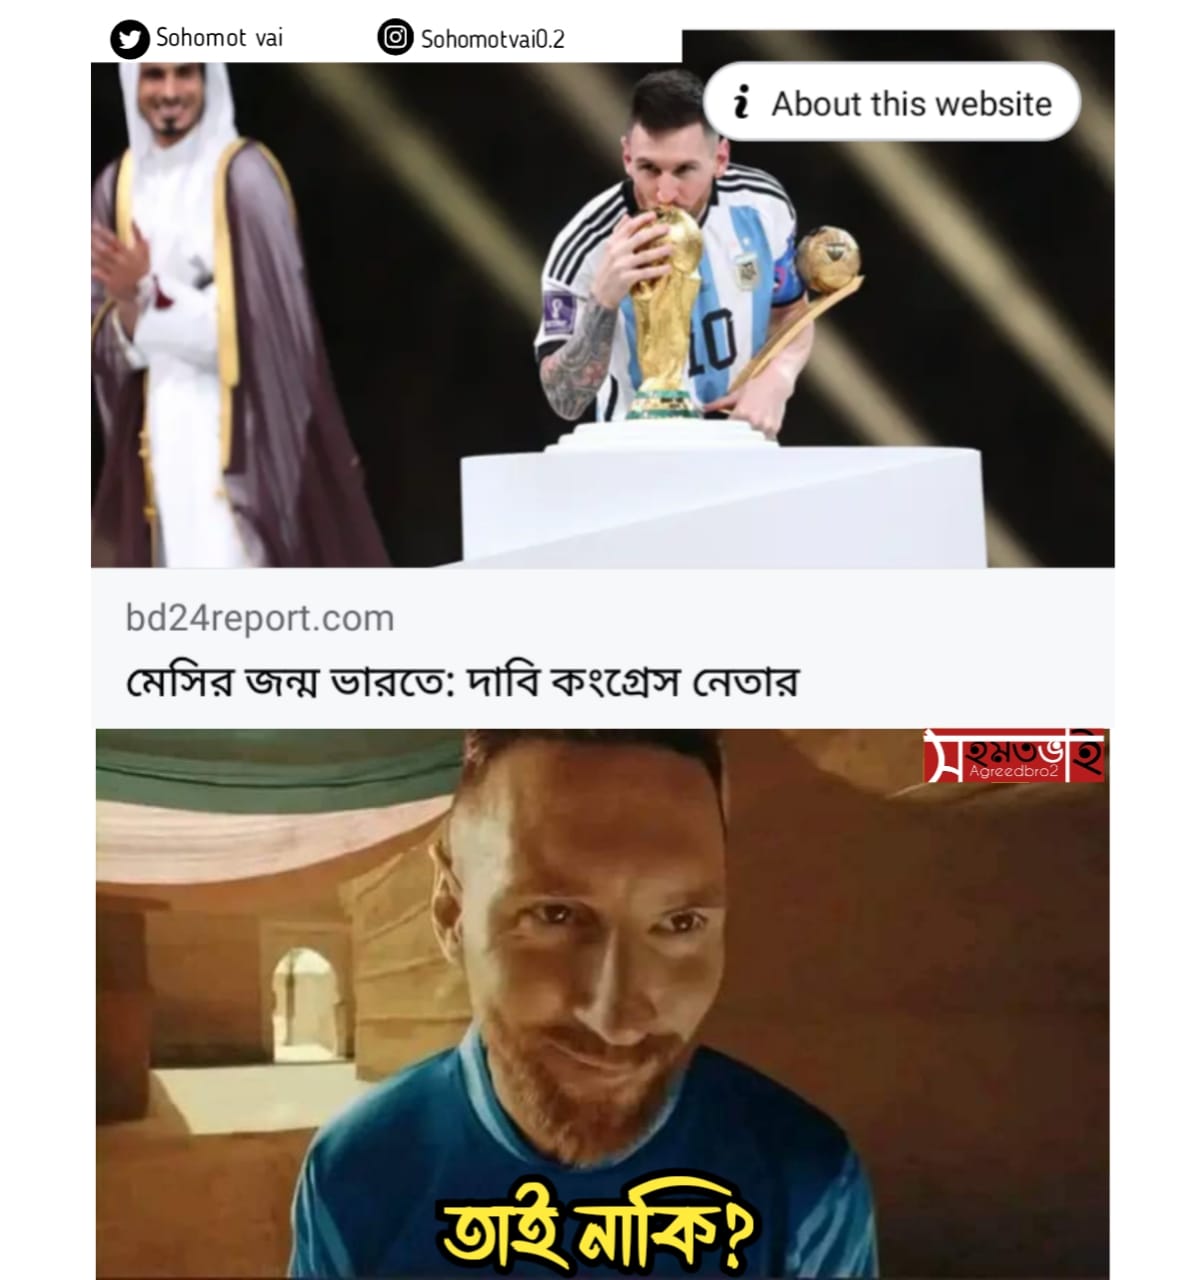 Sohomot vai
Sohomotvai0.2
i About this website
10
bd24report.com
মেসির জন্ম ভারতে: দাবি কংগ্রেস নেতার
সহমতভাই
Agreedbro2
তাই নাকি?